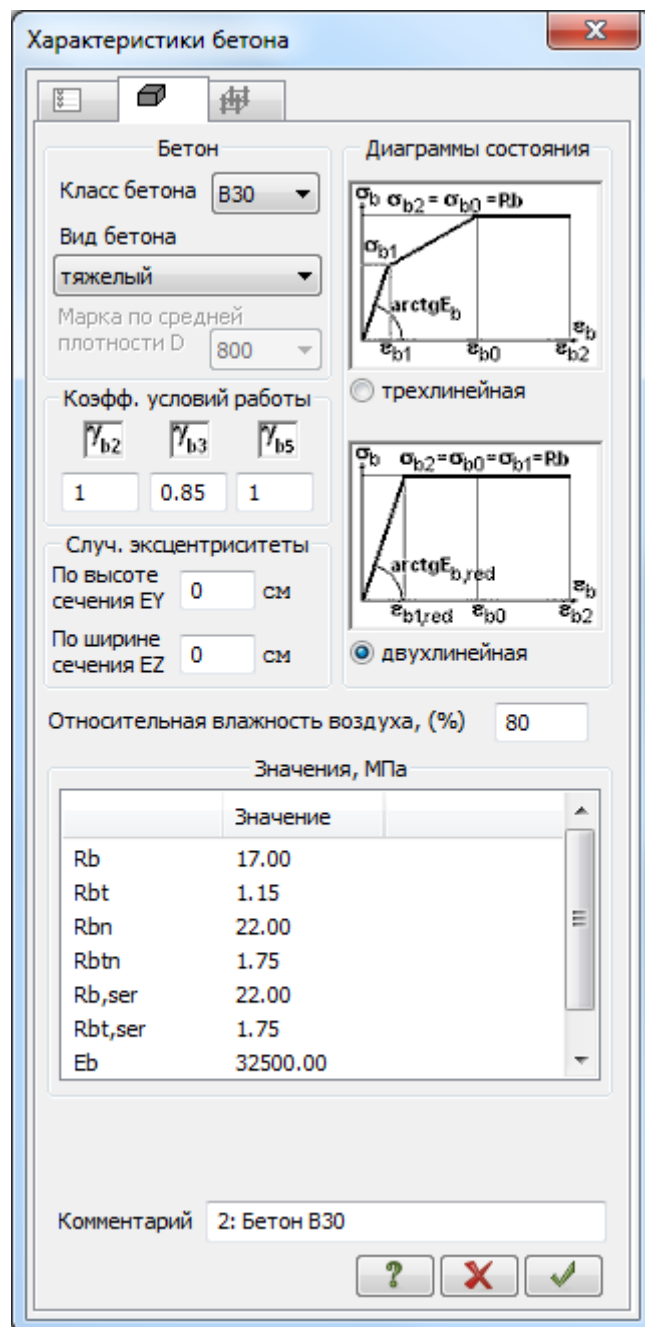 Характеристики бетона
Бетон
Класс бетона B30
Вид бетона
тяжелый
Марка по средней
плотности D 800
Коэфф. условий работы
γb2 γb3 γb5
1 0.85 1
Случ. эксцентриситеты
По высоте
сечения EY 0 см
По ширине
сечения EZ 0 см
Диаграммы состояния
σb σb2 = σb0 = Rb
σb1
arctgEb
εb
εb1 εb0 εb2
трехлинейная
σb σb2=σb0=σb1=Rb
arctgEb,red
εb
εb1,red εb0 εb2
двухлинейная
Относительная влажность воздуха, (%) 80
Значения, МПа
Значение
Rb 17.00
Rbt 1.15
Rbn 22.00
Rbtn 1.75
Rb,ser 22.00
Rbt,ser 1.75
Eb 32500.00
Комментарий 2: Бетон B30
?